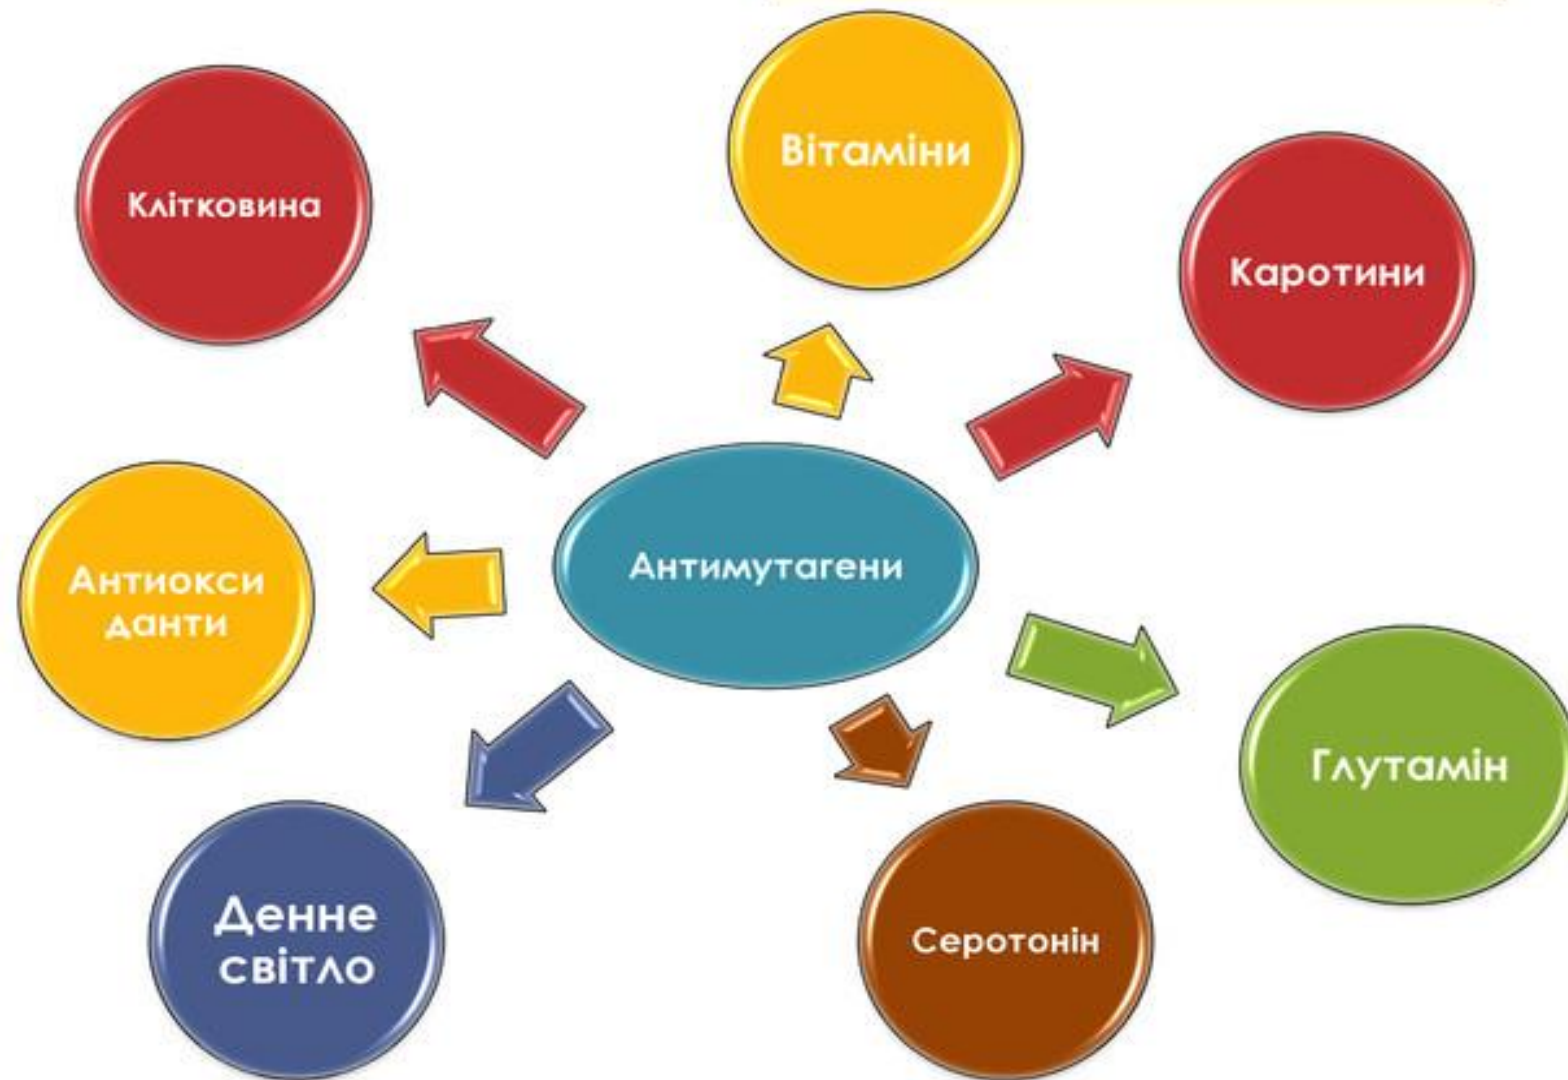 Вітаміни
Клітковина
Каротини
Антимутагени
Антиокси
данти
Глутамін
Денне
світло
Серотонін